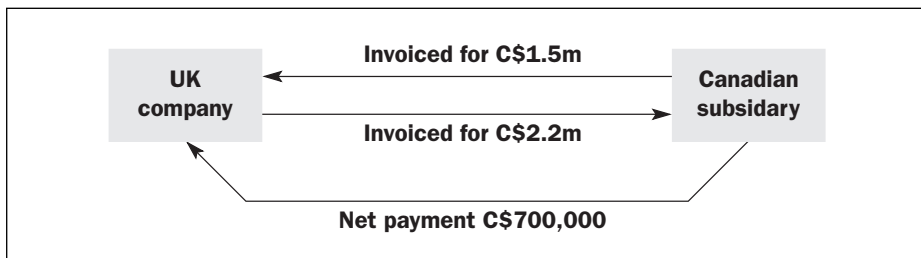 Invoiced for C$1.5m
UK
company
Canadian
subsidary
Invoiced for C$2.2m
Net payment C$700,000